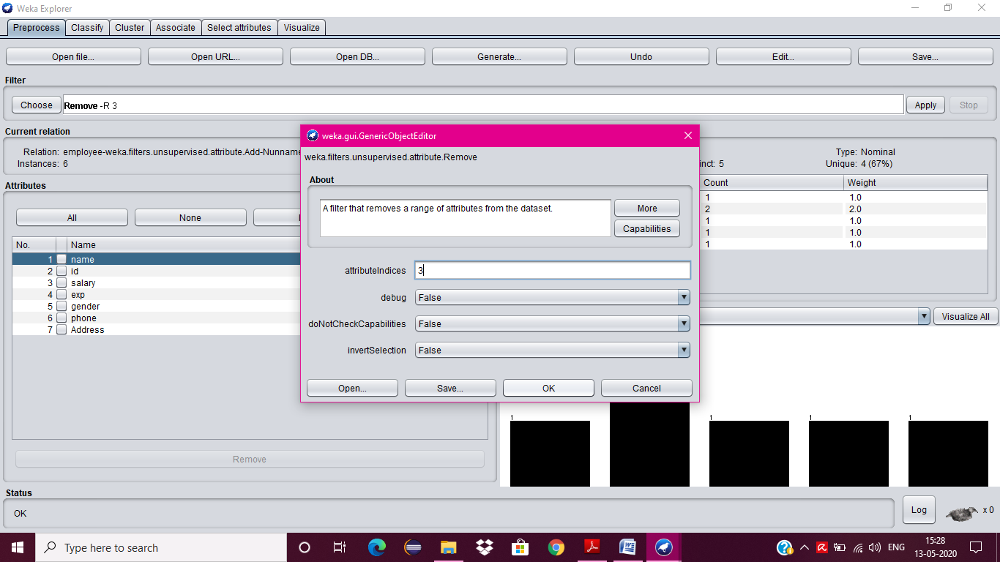 Weka Explorer
Preprocess Classify Cluster Associate Select attributes Visualize
Open file... Open URL... Open DB... Generate... Undo Edit... Save...
Filter
Choose Remove -R 3 Apply Stop
Current relation
Relation: employee-weka.filters.unsupervised.attribute.Add-Nunname
Instances: 6
Type: Nominal
inct: 5 Unique: 4 (67%)
Attributes
All None
No. Name
1 name
2 id
3 salary
4 exp
5 gender
6 phone
7 Address
Remove
weka.gui.GenericObjectEditor
weka.filters.unsupervised.attribute.Remove
About
A filter that removes a range of attributes from the dataset.
More
Capabilities
attributeIndices 3
debug False
doNotCheckCapabilities False
invertSelection False
Open... Save... OK Cancel
Count Weight
1 1.0
2 2.0
1 1.0
1 1.0
1 1.0
Visualize All
1 1 1 1
Status
OK
Log x 0
Type here to search
ENG 15:28
13-05-2020